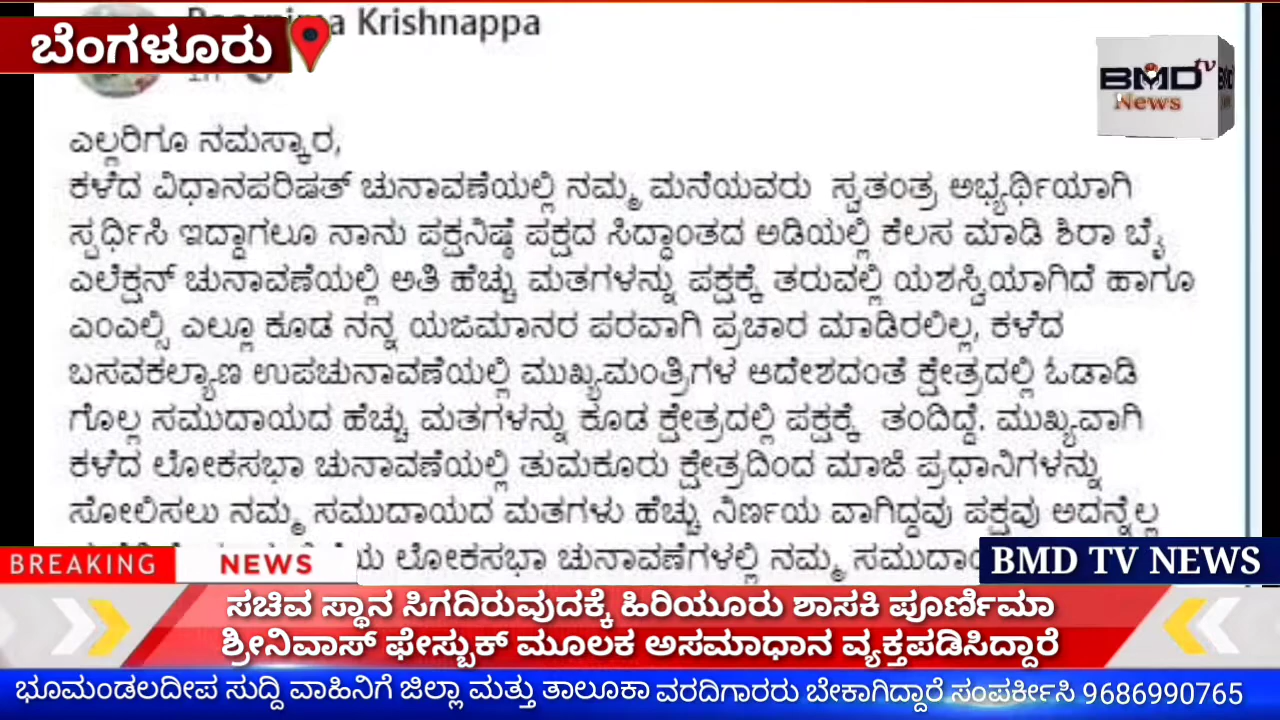 Krishnappa
ಬೆಂಗಳೂರು
BMD tv
News
ಎಲ್ಲರಿಗೂ ನಮಸ್ಕಾರ,
ಕಳೆದ ವಿಧಾನಪರಿಷತ್ ಚುನಾವಣೆಯಲ್ಲಿ ನಮ್ಮ ಮನೆಯವರು ಸ್ವತಂತ್ರ ಅಭ್ಯರ್ಥಿಯಾಗಿ
ಸ್ಪರ್ಧಿಸಿ ಇದ್ದಾಗಲೂ ನಾನು ಪಕ್ಷನಿಷ್ಠೆ ಪಕ್ಷದ ಸಿದ್ದಾಂತದ ಅಡಿಯಲ್ಲಿ ಕೆಲಸ ಮಾಡಿ ಶಿರಾ ಬೈ
ಎಲೆಕ್ಷನ್ ಚುನಾವಣೆಯಲ್ಲಿ ಅತಿ ಹೆಚ್ಚು ಮತಗಳನ್ನು ಪಕ್ಷಕ್ಕೆ ತರುವಲ್ಲಿ ಯಶಸ್ವಿಯಾಗಿದೆ ಹಾಗೂ
ಎಂಎಲ್ಸಿ ಎಲ್ಲೂ ಕೂಡ ನನ್ನ ಯಜಮಾನರ ಪರವಾಗಿ ಪ್ರಚಾರ ಮಾಡಿರಲಿಲ್ಲ, ಕಳೆದ
ಬಸವಕಲ್ಯಾಣ ಉಪಚುನಾವಣೆಯಲ್ಲಿ ಮುಖ್ಯಮಂತ್ರಿಗಳ ಆದೇಶದಂತೆ ಕ್ಷೇತ್ರದಲ್ಲಿ ಓಡಾಡಿ
ಗೊಲ್ಲ ಸಮುದಾಯದ ಹೆಚ್ಚು ಮತಗಳನ್ನು ಕೂಡ ಕ್ಷೇತ್ರದಲ್ಲಿ ಪಕ್ಷಕ್ಕೆ ತಂದಿದ್ದೆ. ಮುಖ್ಯವಾಗಿ
ಕಳೆದ ಲೋಕಸಭಾ ಚುನಾವಣೆಯಲ್ಲಿ ತುಮಕೂರು ಕ್ಷೇತ್ರದಿಂದ ಮಾಜಿ ಪ್ರಧಾನಿಗಳನ್ನು
ಸೋಲಿಸಲು ನಮ್ಮ ಸಮುದಾಯದ ಮತಗಳು ಹೆಚ್ಚು ನಿರ್ಣಯ ವಾಗಿದ್ದವು ಪಕ್ಷವು ಅದನ್ನೆಲ್ಲ
ಲೋಕಸಭಾ ಚುನಾವಣೆಗಳಲ್ಲಿ ನಮ್ಮ
BREAKING NEWS
BMD TV NEWS
ಸಚಿವ ಸ್ಥಾನ ಸಿಗದಿರುವುದಕ್ಕೆ ಹಿರಿಯೂರು ಶಾಸಕಿ ಪೂರ್ಣಿಮಾ
ಶ್ರೀನಿವಾಸ್ ಫೇಸ್ಬುಕ್ ಮೂಲಕ ಅಸಮಾಧಾನ ವ್ಯಕ್ತಪಡಿಸಿದ್ದಾರೆ
ಭೂಮಂಡಲದೀಪ ಸುದ್ದಿ ವಾಹಿನಿಗೆ ಜಿಲ್ಲಾ ಮತ್ತು ತಾಲೂಕಾ ವರದಿಗಾರರು ಬೇಕಾಗಿದ್ದಾರೆ ಸಂಪರ್ಕೀಸಿ 9686990765